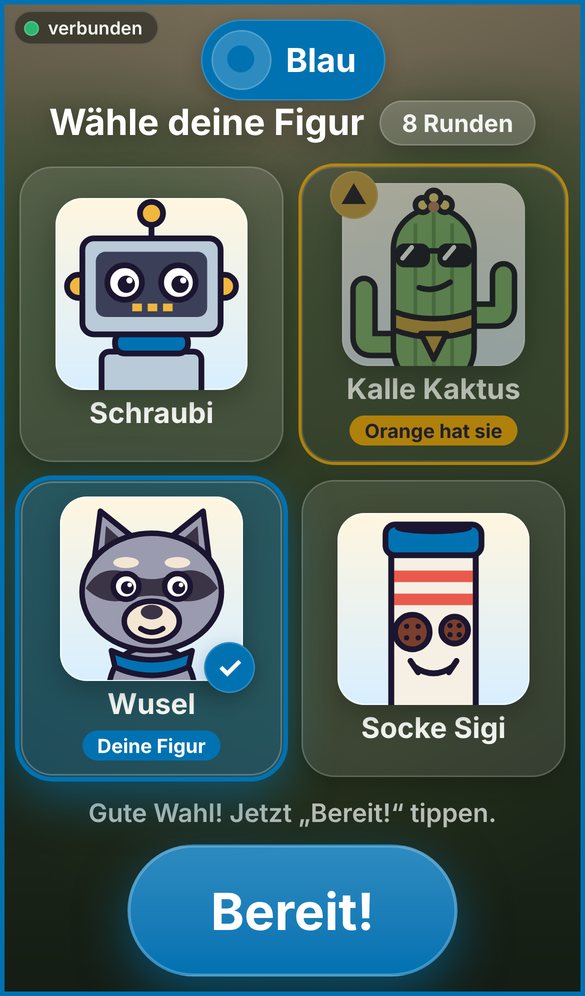 verbunden
Blau
Wähle deine Figur
8 Runden
Schraubi
Kalle Kaktus
Orange hat sie
Wusel
Deine Figur
Socke Sigi
Gute Wahl! Jetzt „Bereit!“ tippen.
Bereit!